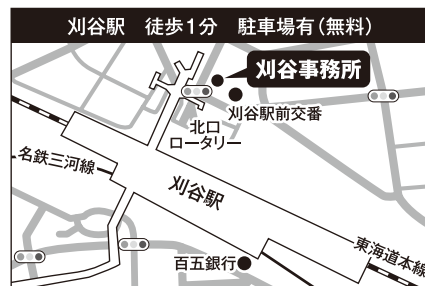 刈谷駅　徒歩1分　駐車場有(無料)
刈谷事務所
刈谷駅前交番
北口
ロータリー
名鉄三河線
刈谷駅
東海道本線
百五銀行